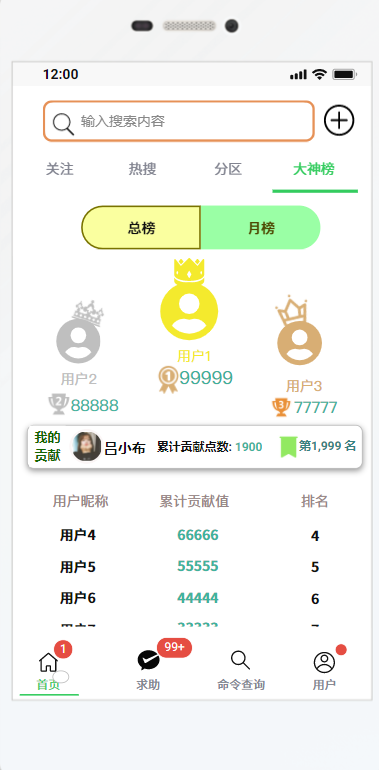 12:00
输入搜索内容
关注 热搜 分区 大神榜
总榜 月榜
用户1
1 99999
用户2
2 88888
用户3
3 77777
我的贡献 吕小布 累计贡献点数: 1900 第1,999 名
用户昵称 累计贡献值 排名
用户4 66666 4
用户5 55555 5
用户6 44444 6
1 99+
首页 求助 命令查询 用户